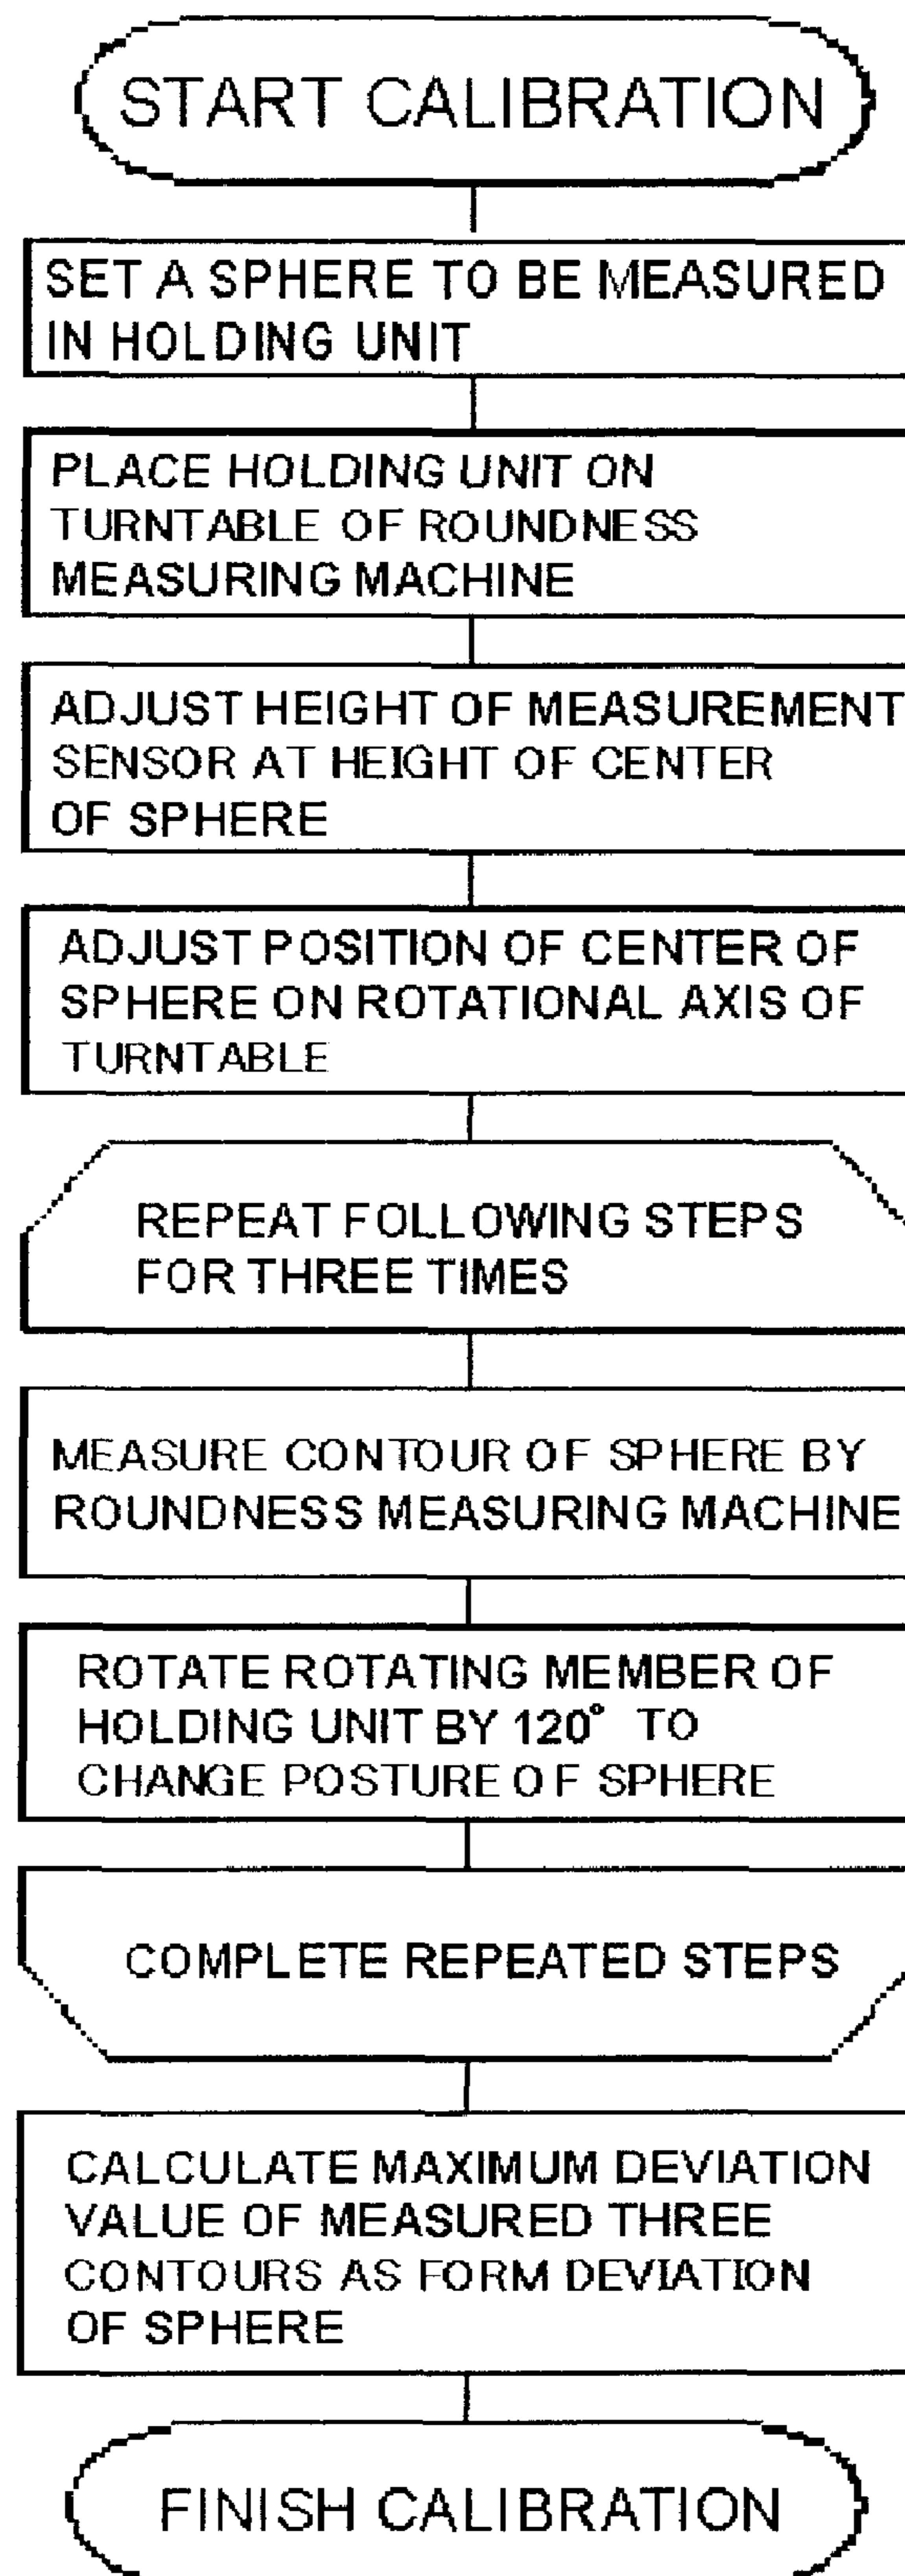 START CALIBRATION
SET A SPHERE TO BE MEASURED
IN HOLDING UNIT
PLACE HOLDING UNIT ON
TURNTABLE OF ROUNDNESS
MEASURING MACHINE
ADJUST HEIGHT OF MEASUREMENT
SENSOR AT HEIGHT OF CENTER
OF SPHERE
ADJUST POSITION OF CENTER OF
SPHERE ON ROTATIONAL AXIS OF
TURNTABLE
REPEAT FOLLOWING STEPS
FOR THREE TIMES
MEASURE CONTOUR OF SPHERE BY
ROUNDNESS MEASURING MACHINE
ROTATE ROTATING MEMBER OF
HOLDING UNIT BY 120° TO
CHANGE POSTURE OF SPHERE
COMPLETE REPEATED STEPS
CALCULATE MAXIMUM DEVIATION
VALUE OF MEASURED THREE
CONTOURS AS FORM DEVIATION
OF SPHERE
FINISH CALIBRATION